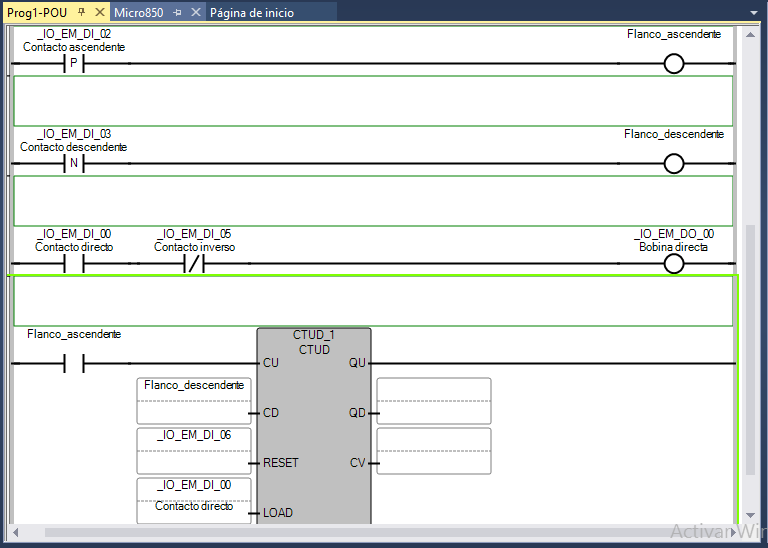 Prog1-POU
Micro850
Página de inicio
_IO_EM_DI_02
Contacto ascendente
P
Flanco_ascendente
_IO_EM_DI_03
Contacto descendente
N
Flanco_descendente
_IO_EM_DI_00
Contacto directo
_IO_EM_DI_05
Contacto inverso
_IO_EM_DO_00
Bobina directa
Flanco_ascendente
CTUD_1
CTUD
CU
QU
Flanco_descendente
CD
QD
_IO_EM_DI_06
RESET
CV
_IO_EM_DI_00
Contacto directo
LOAD
Activar Win